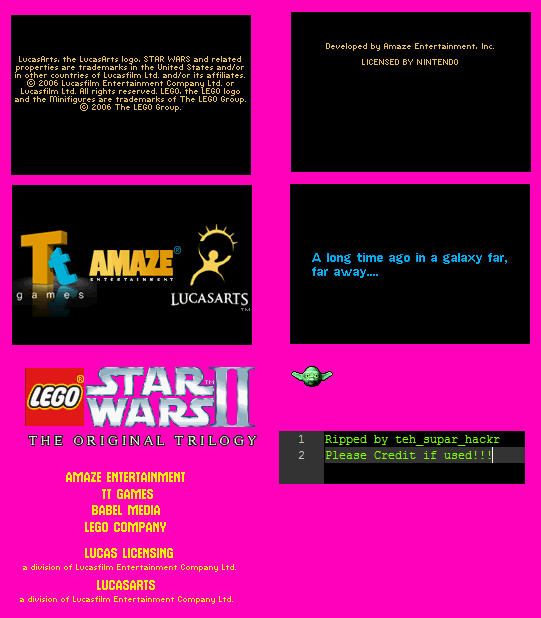 LucasArts, the LucasArts logo, STAR WARS and related
properties are trademarks in the United States and/or
in other countries of Lucasfilm Ltd. and/or its affiliates.
© 2006 Lucasfilm Entertainment Company Ltd. or
Lucasfilm Ltd. All rights reserved. LEGO, the LEGO logo
and the Minifigures are trademarks of The LEGO Group.
© 2006 The LEGO Group.
Developed by Amaze Entertainment, Inc.
LICENSED BY NINTENDO
Tt
games
AMAZE®
ENTERTAINMENT
LUCASARTS
TM
A long time ago in a galaxy far,
far away....
LEGO®
STAR WARS™ II
THE ORIGINAL TRILOGY
1 Ripped by teh_supar_hackr
2 Please Credit if used!!!
AMAZE ENTERTAINMENT
TT GAMES
BABEL MEDIA
LEGO COMPANY
LUCAS LICENSING
a division of Lucasfilm Entertainment Company Ltd.
LUCASARTS
a division of Lucasfilm Entertainment Company Ltd.